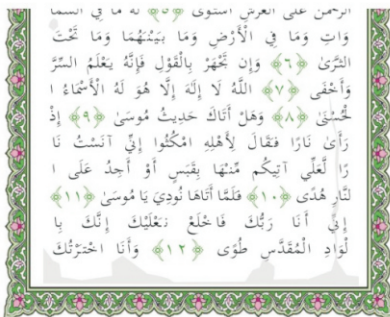 الرحمن على العرش استوى ﴿٥﴾ له ما في السما
وَاتِ وَمَا فِي الْأَرْضِ وَمَا بَيْنَهُمَا وَمَا تَحْتَ
الثَّرَىٰ ﴿٦﴾ وَإِن تَجْهَرْ بِالْقَوْلِ فَإِنَّهُ يَعْلَمُ السِّرَّ
وَأَخْفَى ﴿٧﴾ اللَّهُ لَا إِلَهَ إِلَّا هُوَ لَهُ الْأَسْمَاءُ ا
لْحُسْنَىٰ ﴿٨﴾ وَهَلْ أَتَاكَ حَدِيثُ مُوسَىٰ ﴿٩﴾ إِذْ
رَأَىٰ نَارًا فَقَالَ لِأَهْلِهِ امْكُثُوا إِنِّي آنَسْتُ نَا
رًا لَّعَلِّي آتِيكُم مِّنْهَا بِقَبَسٍ أَوْ أَجِدُ عَلَى ا
لنَّارِ هُدًى ﴿١٠﴾ فَلَمَّا أَتَاهَا نُودِيَ يَا مُوسَىٰ ﴿١١﴾
إِنِّي أَنَا رَبُّكَ فَاخْلَعْ نَعْلَيْكَ إِنَّكَ بِا
لْوَادِ الْمُقَدَّسِ طُوًى ﴿١٢﴾ وَأَنَا اخْتَرْتُكَ